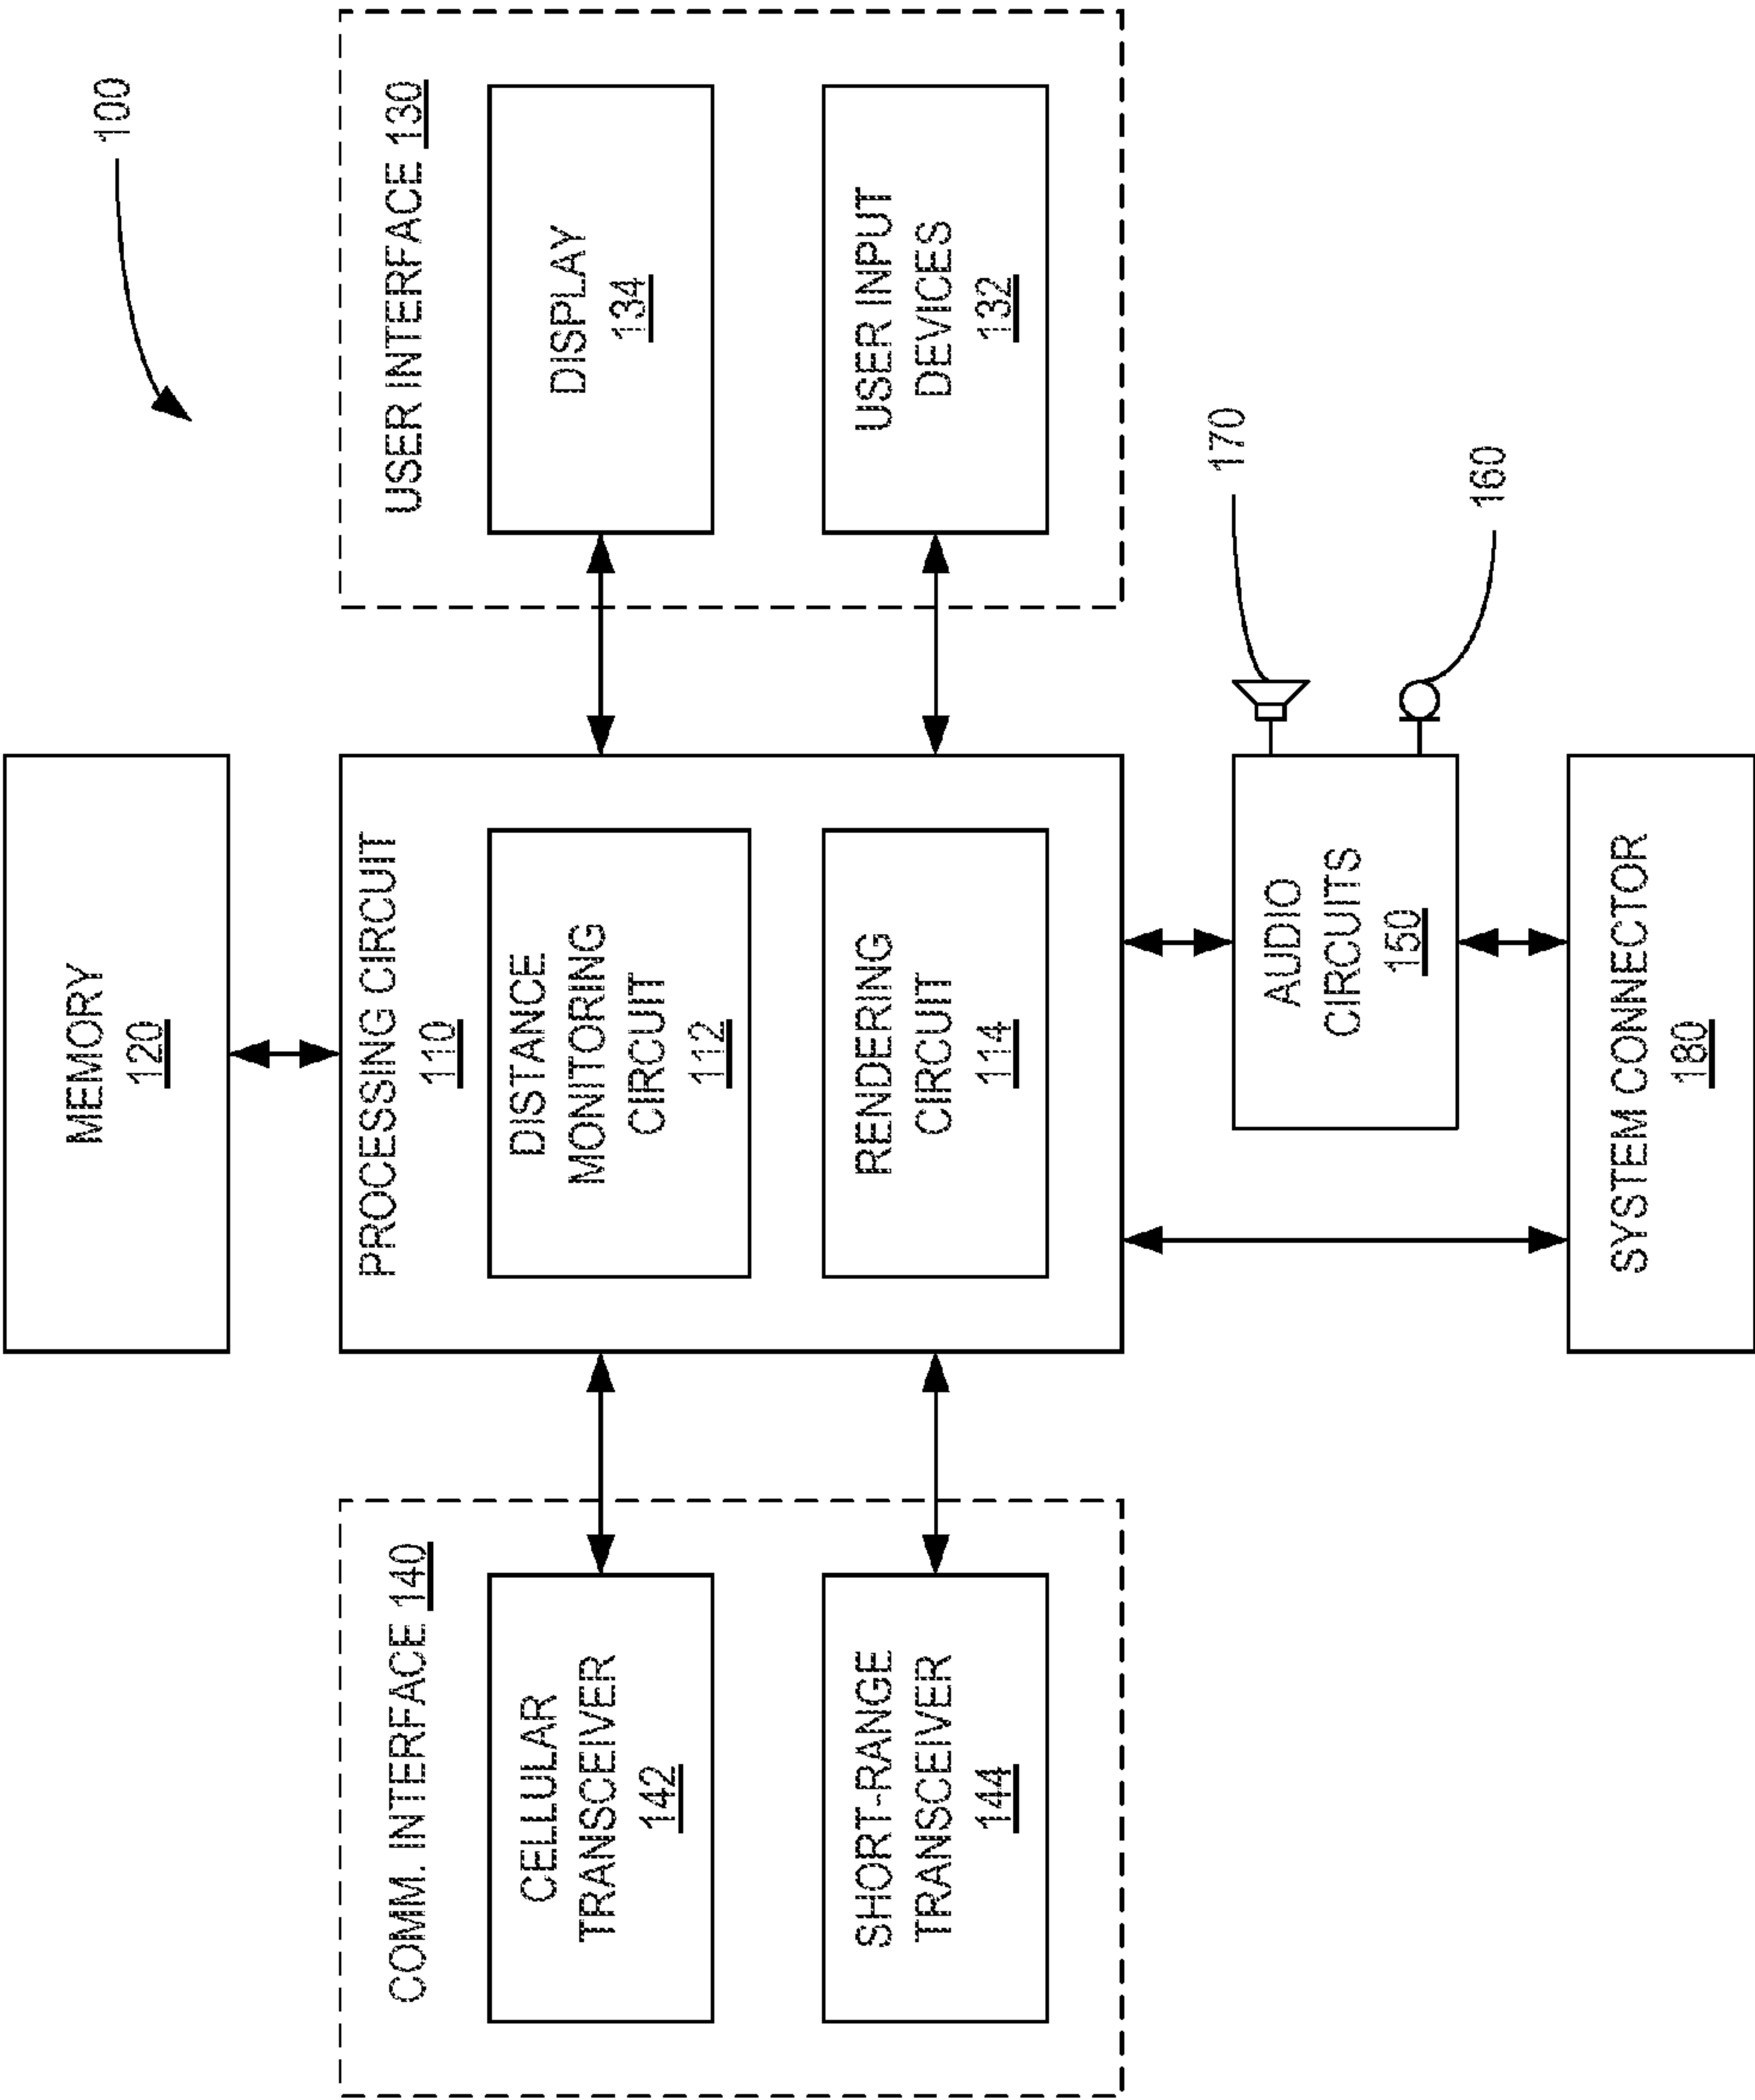 100
MEMORY
120
COMM. INTERFACE 140
CELLULAR
TRANSCEIVER
142
SHORT-RANGE
TRANSCEIVER
144
PROCESSING CIRCUIT
110
DISTANCE
MONITORING
CIRCUIT
112
RENDERING
CIRCUIT
114
USER INTERFACE 130
DISPLAY
134
USER INPUT
DEVICES
132
AUDIO
CIRCUITS
150
170
160
SYSTEM CONNECTOR
180